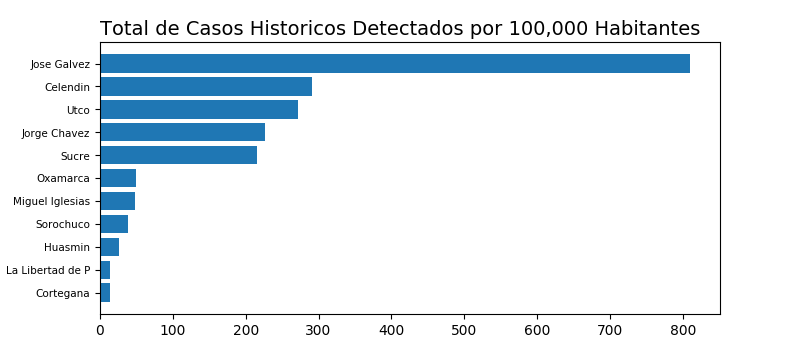 Total de Casos Historicos Detectados por 100,000 Habitantes
Jose Galvez
Celendin
Utco
Jorge Chavez
Sucre
Oxamarca
Miguel Iglesias
Sorochuco
Huasmin
La Libertad de P
Cortegana
0 100 200 300 400 500 600 700 800